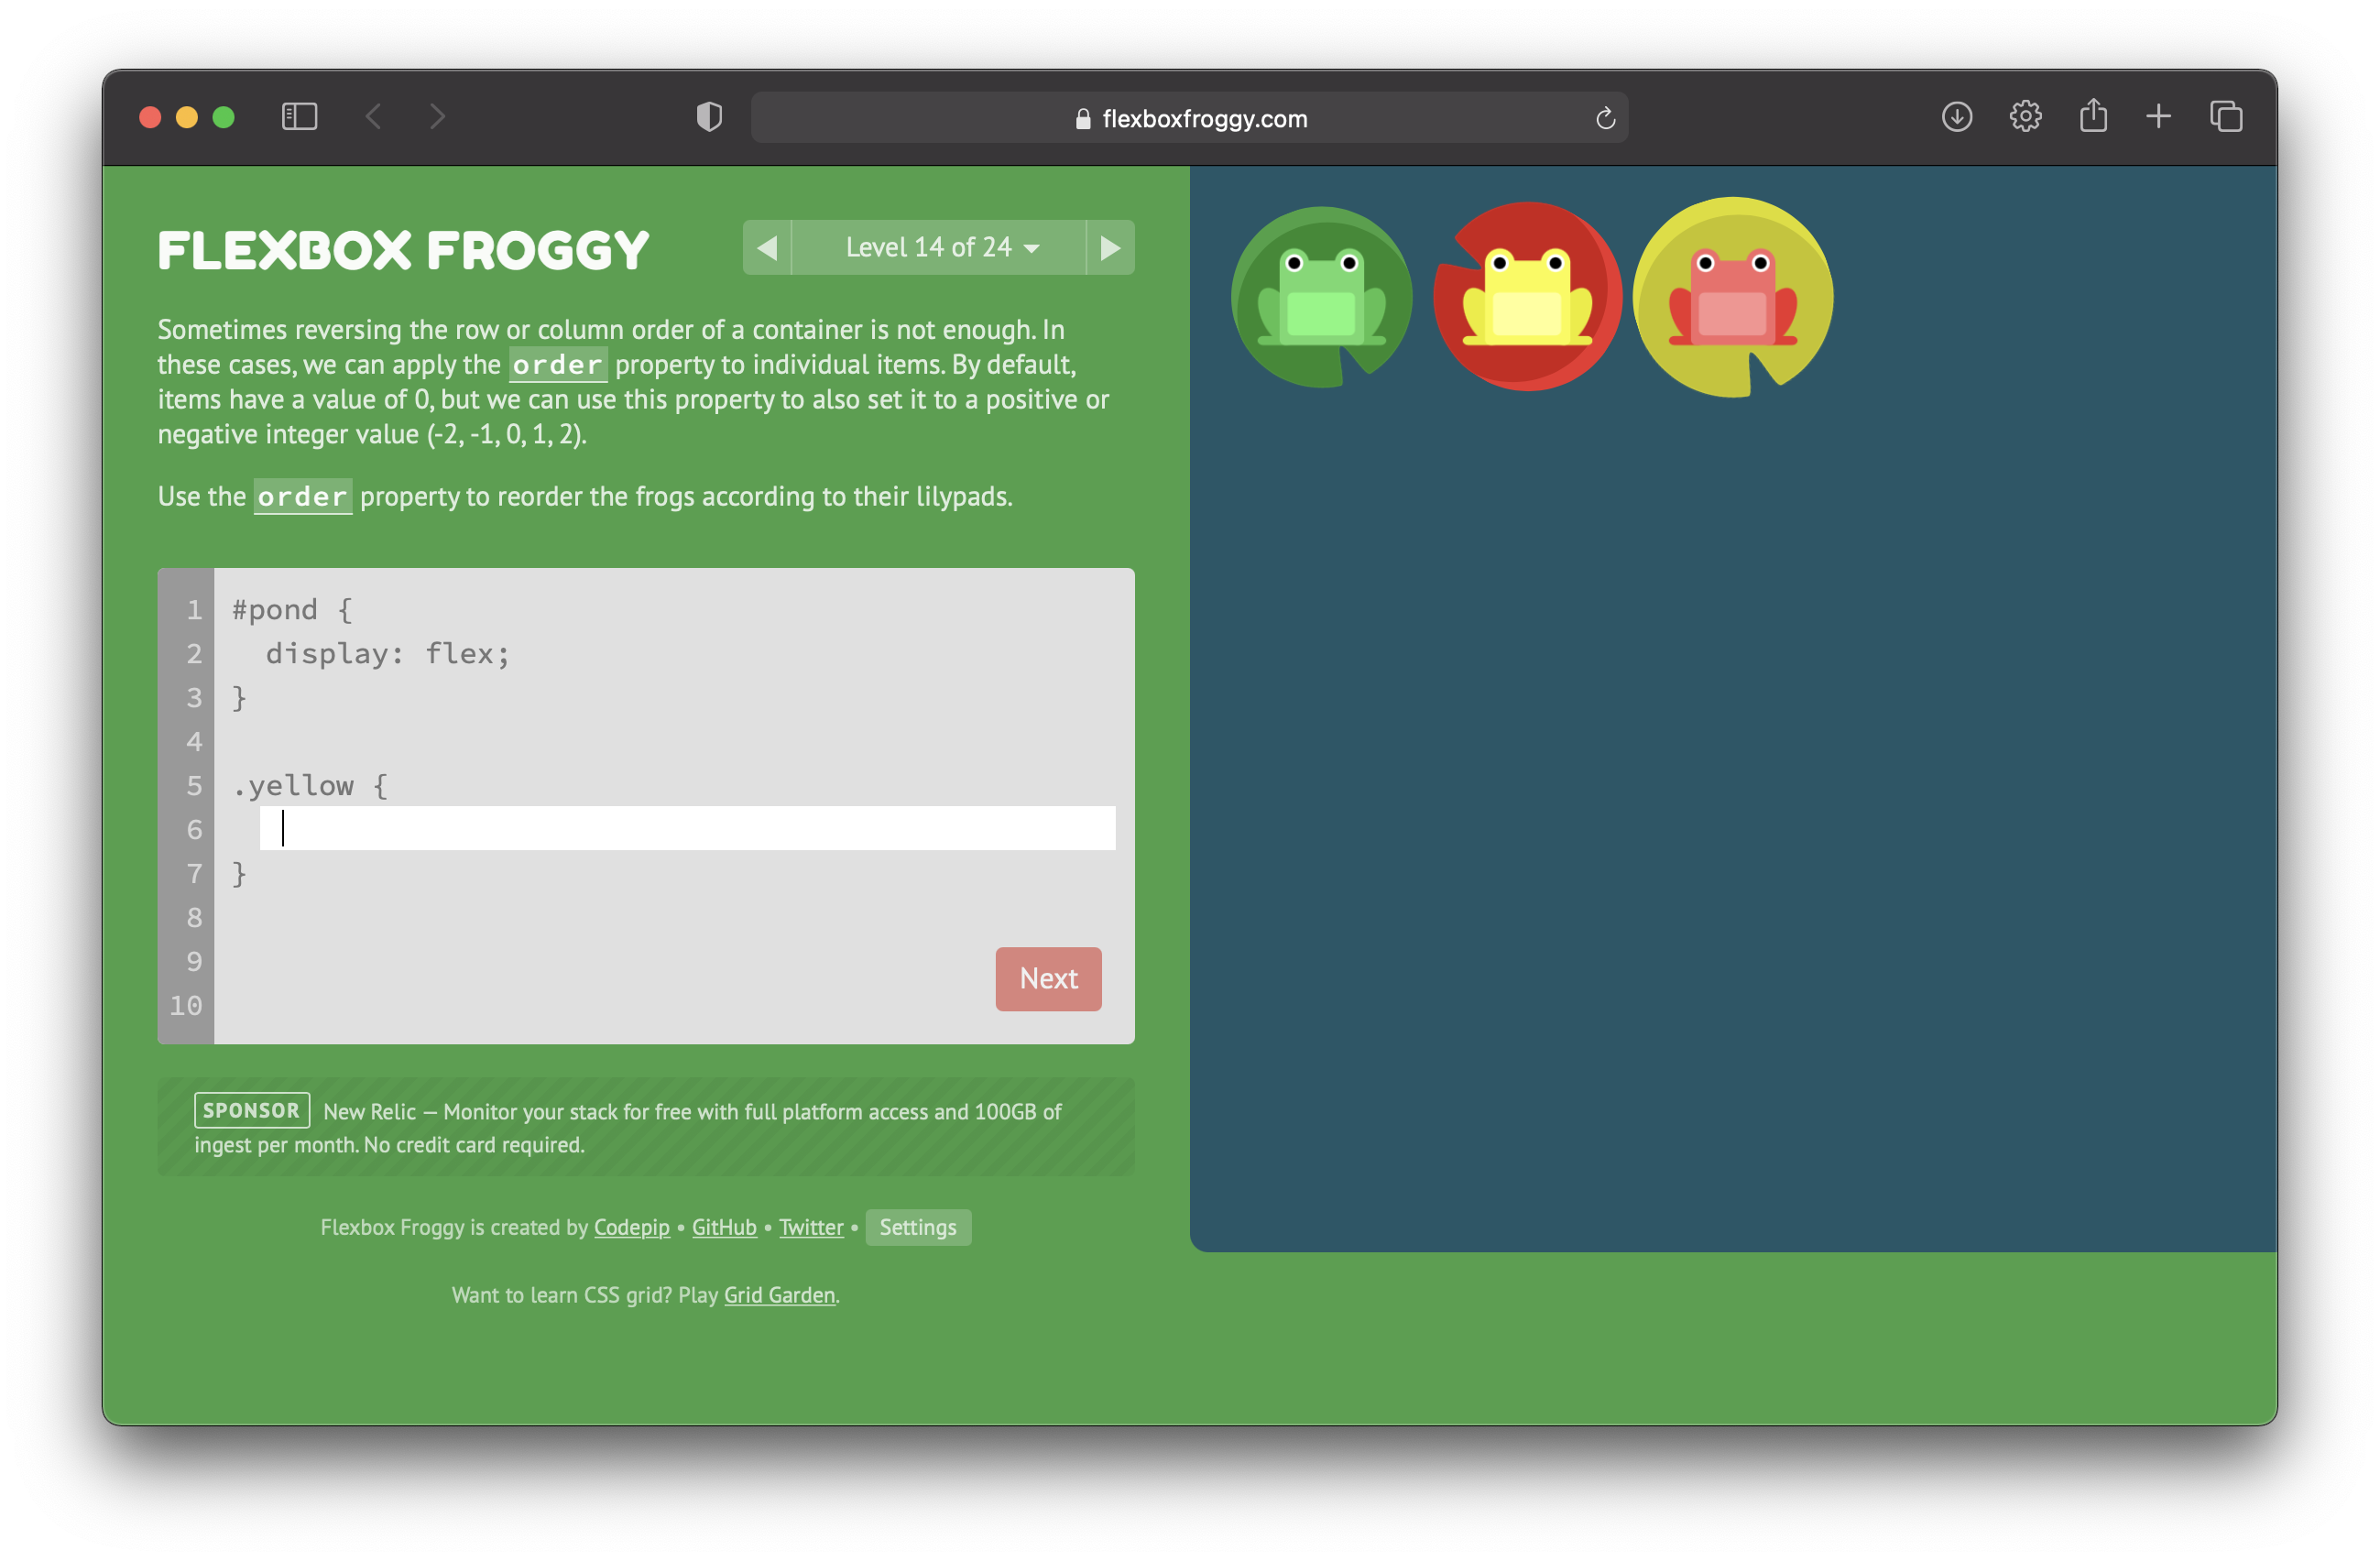 flexboxfroggy.com
FLEXBOX FROGGY
Level 14 of 24
Sometimes reversing the row or column order of a container is not enough. In
these cases, we can apply the order property to individual items. By default,
items have a value of 0, but we can use this property to also set it to a positive or
negative integer value (-2, -1, 0, 1, 2).
Use the order property to reorder the frogs according to their lilypads.
1 #pond {
2   display: flex;
3 }
4
5 .yellow {
6
7 }
8
9
10
Next
SPONSOR New Relic — Monitor your stack for free with full platform access and 100GB of
ingest per month. No credit card required.
Flexbox Froggy is created by Codepip • GitHub • Twitter • Settings
Want to learn CSS grid? Play Grid Garden.